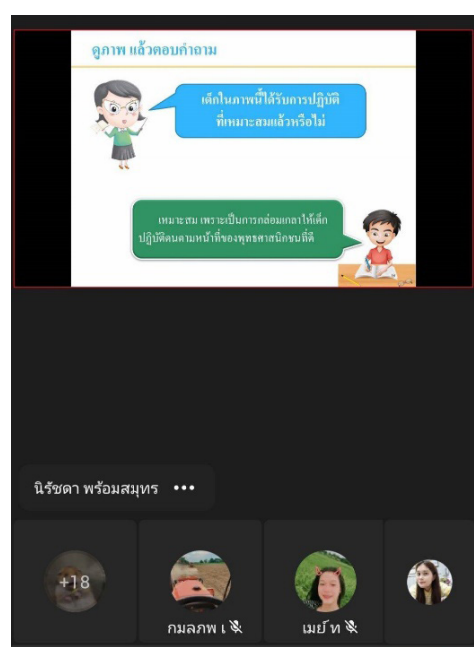 ดูภาพ แล้วตอบคำถาม
เด็กในภาพนี้ได้รับการปฏิบัติ
ที่เหมาะสมแล้วหรือไม่
เหมาะสม เพราะเป็นการกล่อมเกลาให้เด็ก
ปฏิบัติตนตามหน้าที่ของพุทธศาสนิกชนที่ดี
นิรัชดา พร้อมสมุทร
+18
กมลภพ เ
เมย์ ท